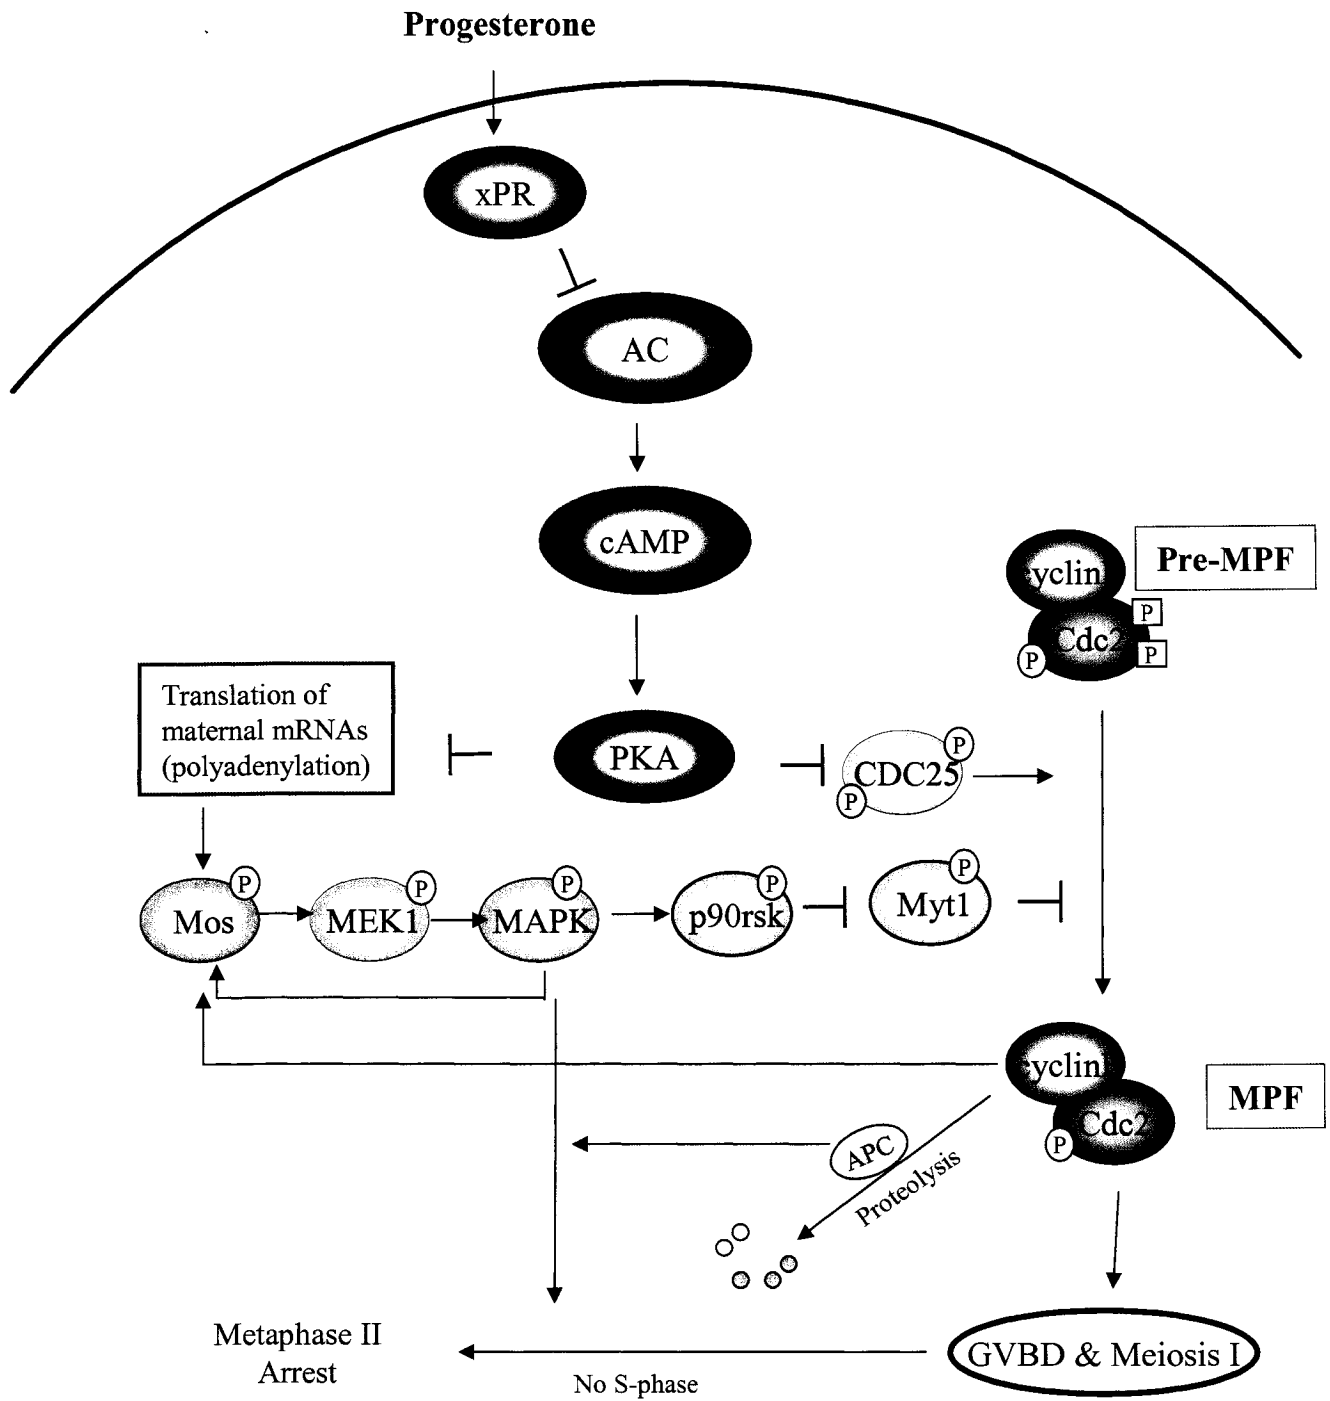 Progesterone
xPR
AC
cAMP
yclin
Pre-MPF
P
Cdc2
P
P
Translation of
maternal mRNAs
(polyadenylation)
PKA
P
CDC25
P
P
Mos
P
MEK1
P
MAPK
P
p90rsk
P
Myt1
yclin
MPF
Cdc2
P
APC
Proteolysis
Metaphase II
Arrest
No S-phase
GVBD & Meiosis I